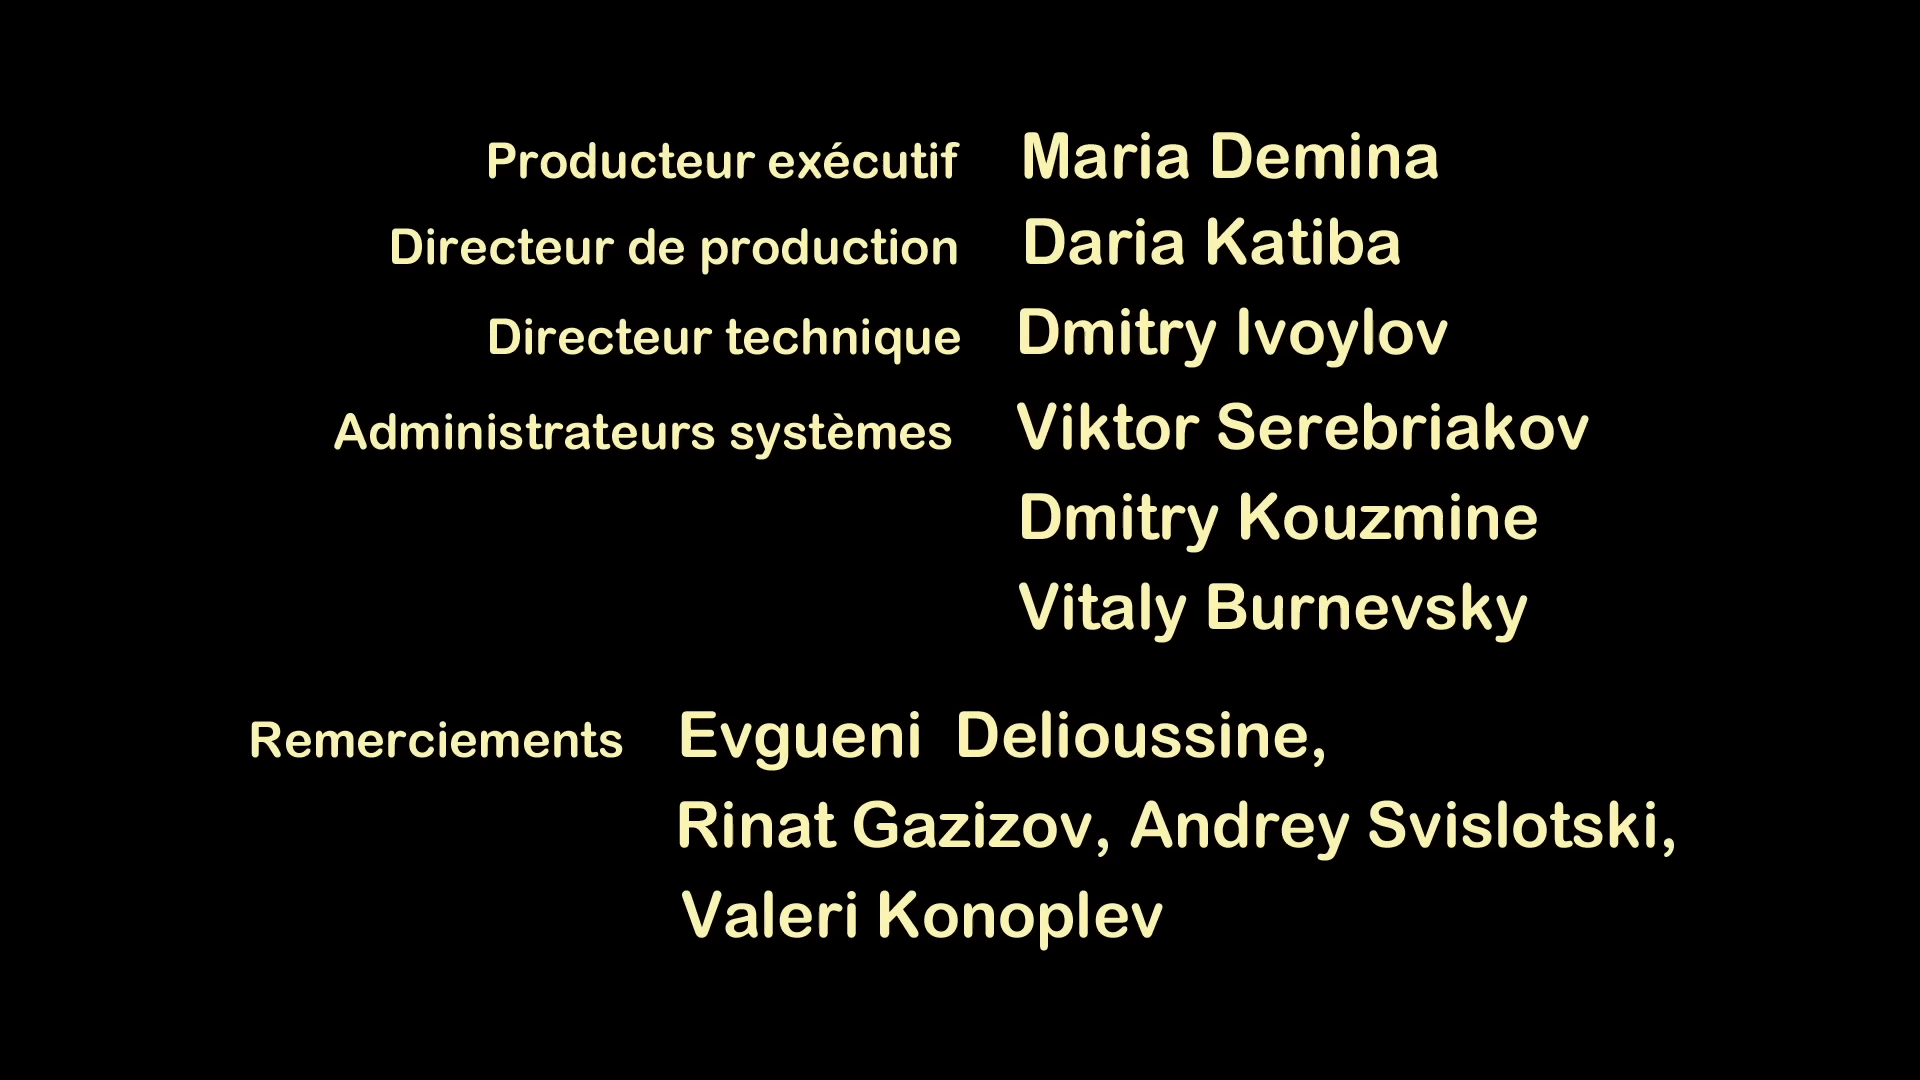 Producteur exécutif Maria Demina
Directeur de production Daria Katiba
Directeur technique Dmitry Ivoylov
Administrateurs systèmes Viktor Serebriakov
Dmitry Kouzmine
Vitaly Burnevsky
Remerciements Evgueni Delioussine,
Rinat Gazizov, Andrey Svislotski,
Valeri Konoplev